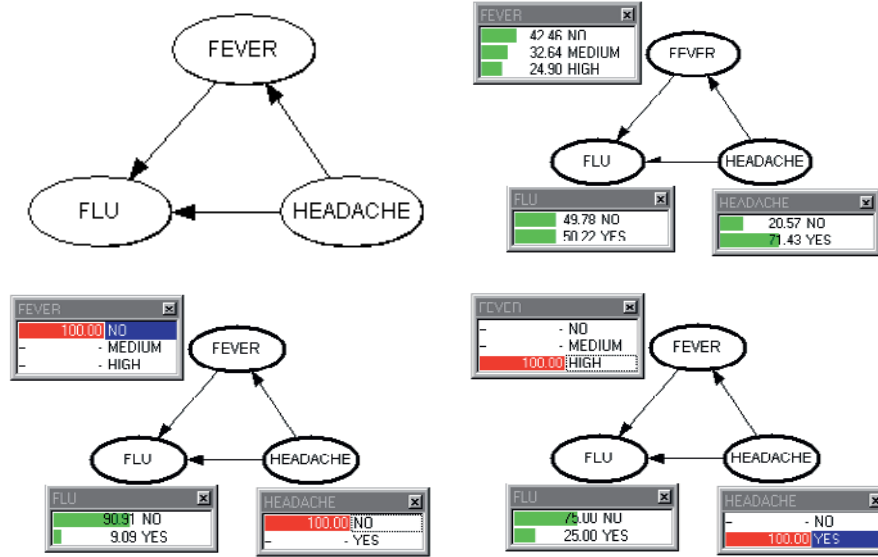 FEVER
FLU
HEADACHE
FEVER
42.46 NO
32.64 MEDIUM
24.90 HIGH
FEVER
FLU
HEADACHE
FLU
49.78 NO
50.22 YES
HEADACHE
20.57 NO
71.43 YES
FEVER
100.00 NO
- - MEDIUM
- - HIGH
FEVER
FLU
HEADACHE
FLU
90.91 NO
9.09 YES
HEADACHE
100.00 NO
- - YES
FEVER
- - NO
- - MEDIUM
100.00 HIGH
FEVER
FLU
HEADACHE
FLU
75.00 NO
25.00 YES
HEADACHE
- - NO
100.00 YES